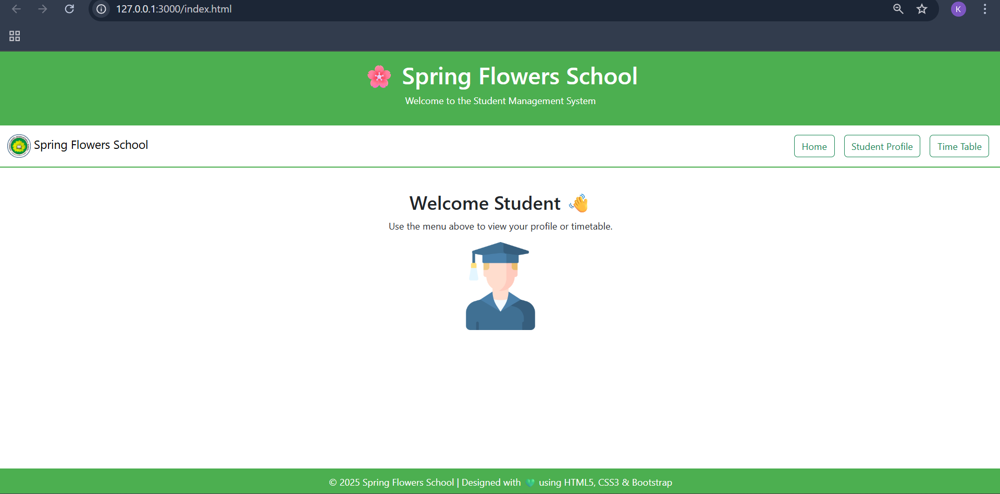 127.0.0.1:3000/index.html
K
🌸 Spring Flowers School
Welcome to the Student Management System
Spring Flowers School
Home
Student Profile
Time Table
Welcome Student 👋
Use the menu above to view your profile or timetable.
© 2025 Spring Flowers School | Designed with 💚 using HTML5, CSS3 & Bootstrap